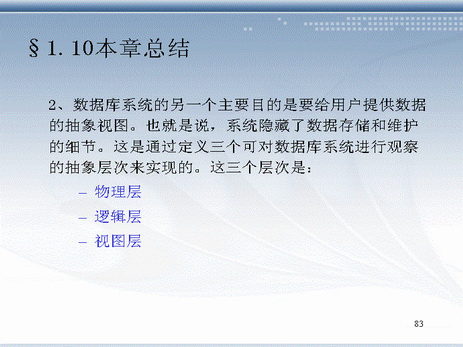 §1.10本章总结
2、数据库系统的另一个主要目的是要给用户提供数据
的抽象视图。也就是说，系统隐藏了数据存储和维护
的细节。这是通过定义三个可对数据库系统进行观察
的抽象层次来实现的。这三个层次是：
– 物理层
– 逻辑层
– 视图层
83